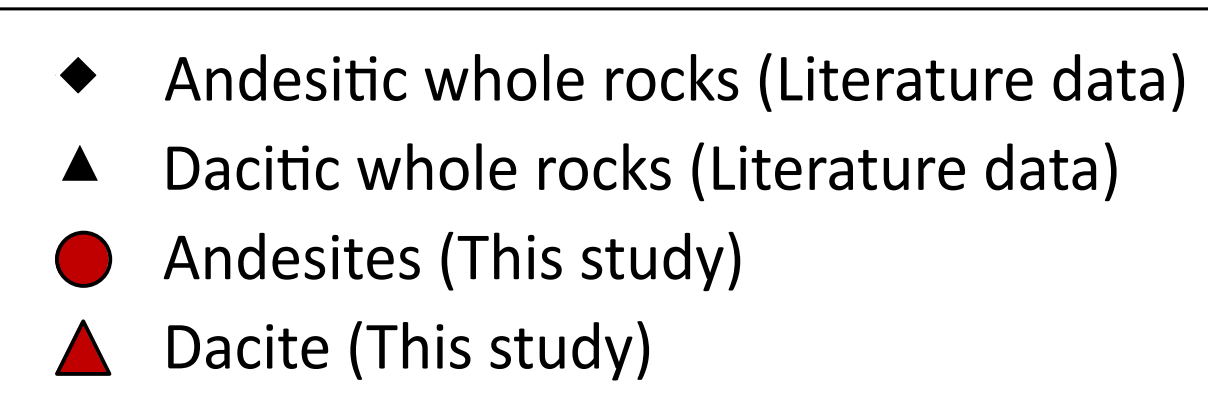 Andesitic whole rocks (Literature data)
Dacitic whole rocks (Literature data)
Andesites (This study)
Dacite (This study)